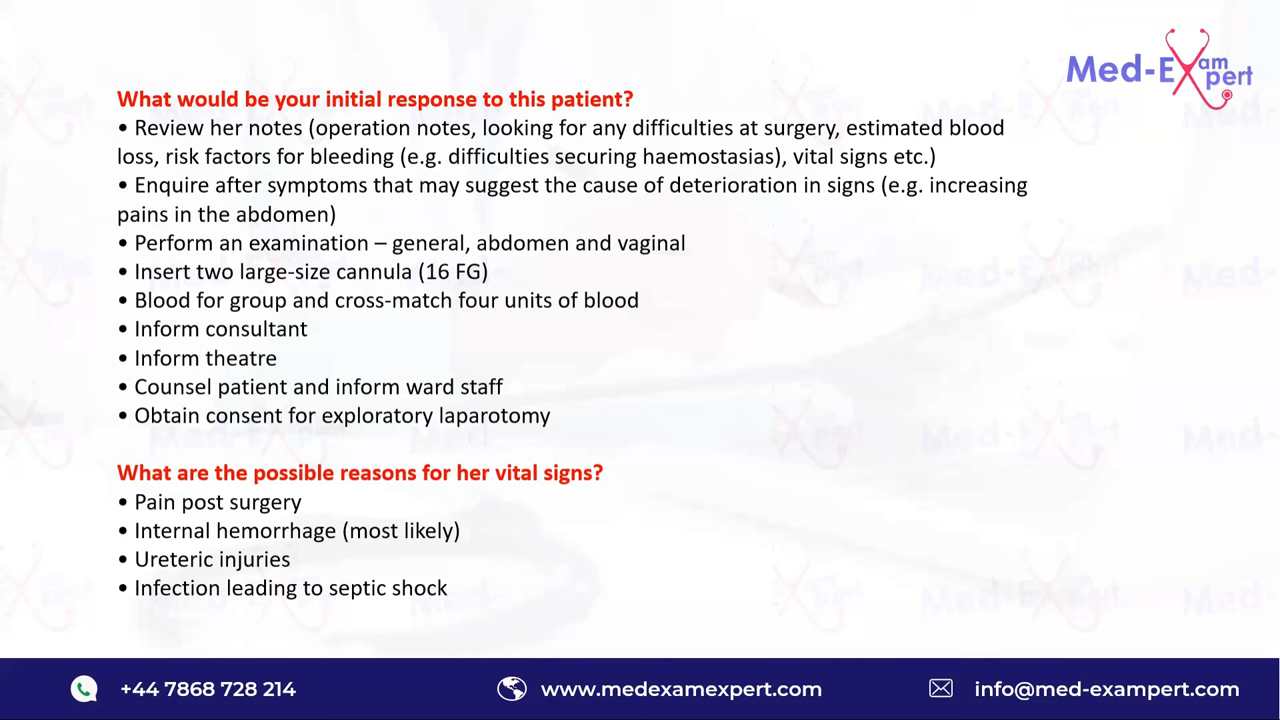 Med-Exam
pert
What would be your initial response to this patient?
• Review her notes (operation notes, looking for any difficulties at surgery, estimated blood
loss, risk factors for bleeding (e.g. difficulties securing haemostasias), vital signs etc.)
• Enquire after symptoms that may suggest the cause of deterioration in signs (e.g. increasing
pains in the abdomen)
• Perform an examination – general, abdomen and vaginal
• Insert two large-size cannula (16 FG)
• Blood for group and cross-match four units of blood
• Inform consultant
• Inform theatre
• Counsel patient and inform ward staff
• Obtain consent for exploratory laparotomy
What are the possible reasons for her vital signs?
• Pain post surgery
• Internal hemorrhage (most likely)
• Ureteric injuries
• Infection leading to septic shock
+44 7868 728 214 www.medexamexpert.com info@med-exampert.com